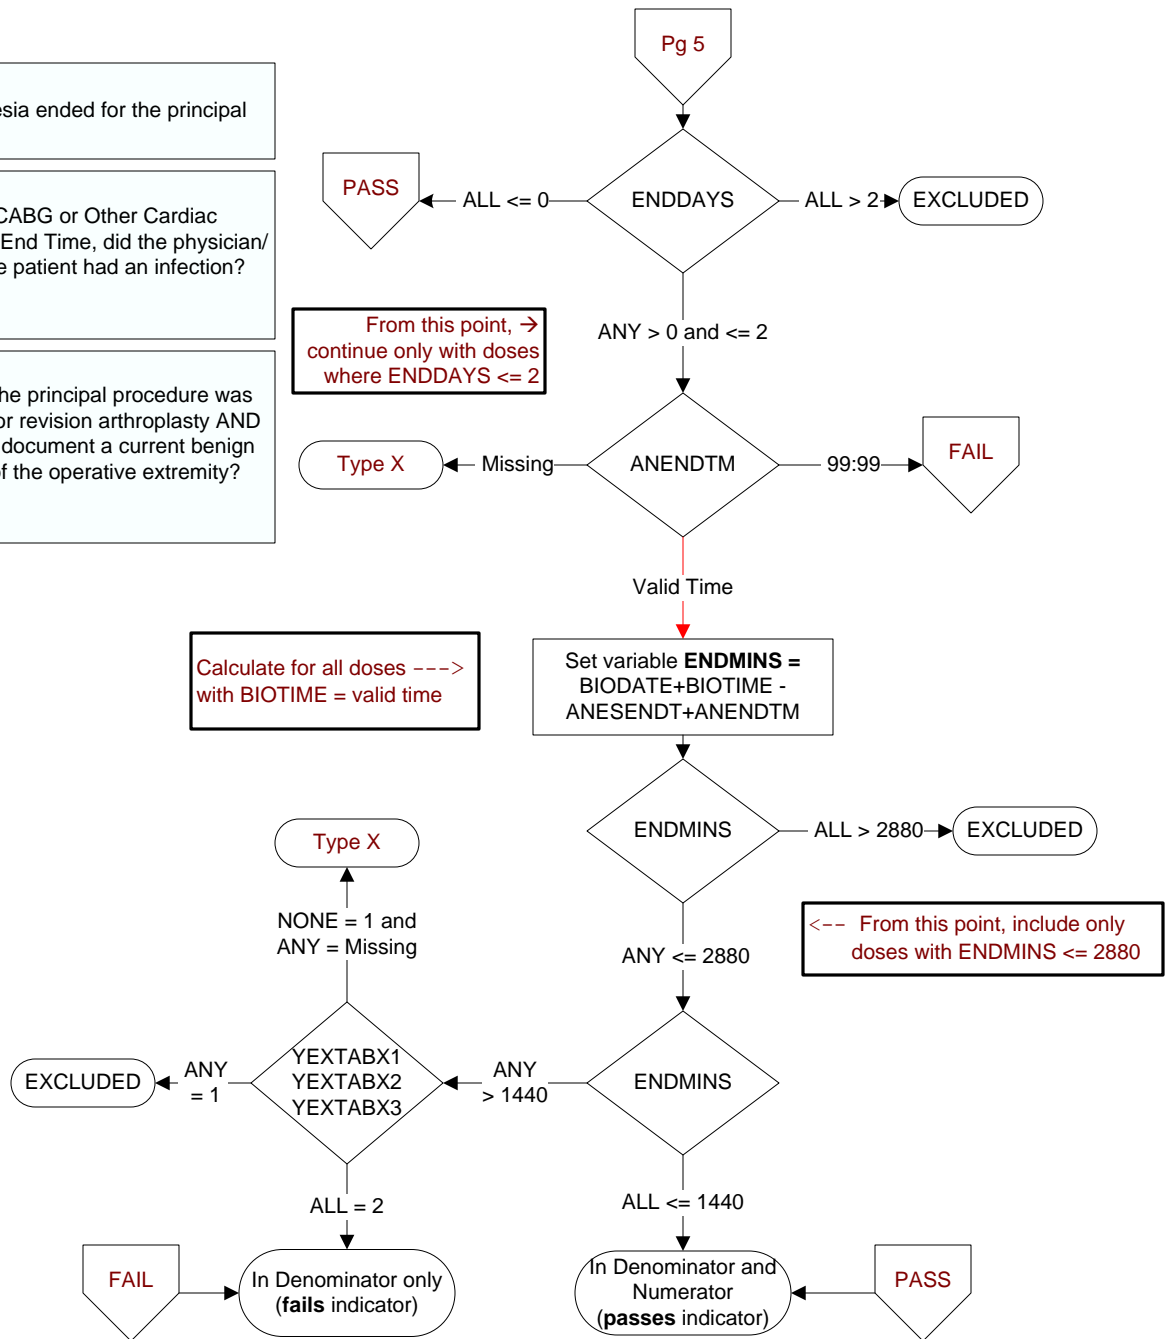 Pg 5
esia ended for the principal
CABG or Other Cardiac
End Time, did the physician/
e patient had an infection?
he principal procedure was
or revision arthroplasty AND
document a current benign
of the operative extremity?
PASS
ALL <= 0
ENDDAYS
ALL > 2
EXCLUDED
ANY > 0 and <= 2
From this point, →
continue only with doses
where ENDDAYS <= 2
Type X
Missing
ANENDTM
99:99
FAIL
Valid Time
Calculate for all doses --->
with BIOTIME = valid time
Set variable ENDMINS =
BIODATE+BIOTIME -
ANESENDT+ANENDTM
ENDMINS
ALL > 2880
EXCLUDED
Type X
NONE = 1 and
ANY = Missing
ANY <= 2880
<-- From this point, include only
doses with ENDMINS <= 2880
EXCLUDED
ANY
= 1
YEXTABX1
YEXTABX2
YEXTABX3
ANY
> 1440
ENDMINS
ALL = 2
ALL <= 1440
FAIL
In Denominator only
(fails indicator)
In Denominator and
Numerator
(passes indicator)
PASS